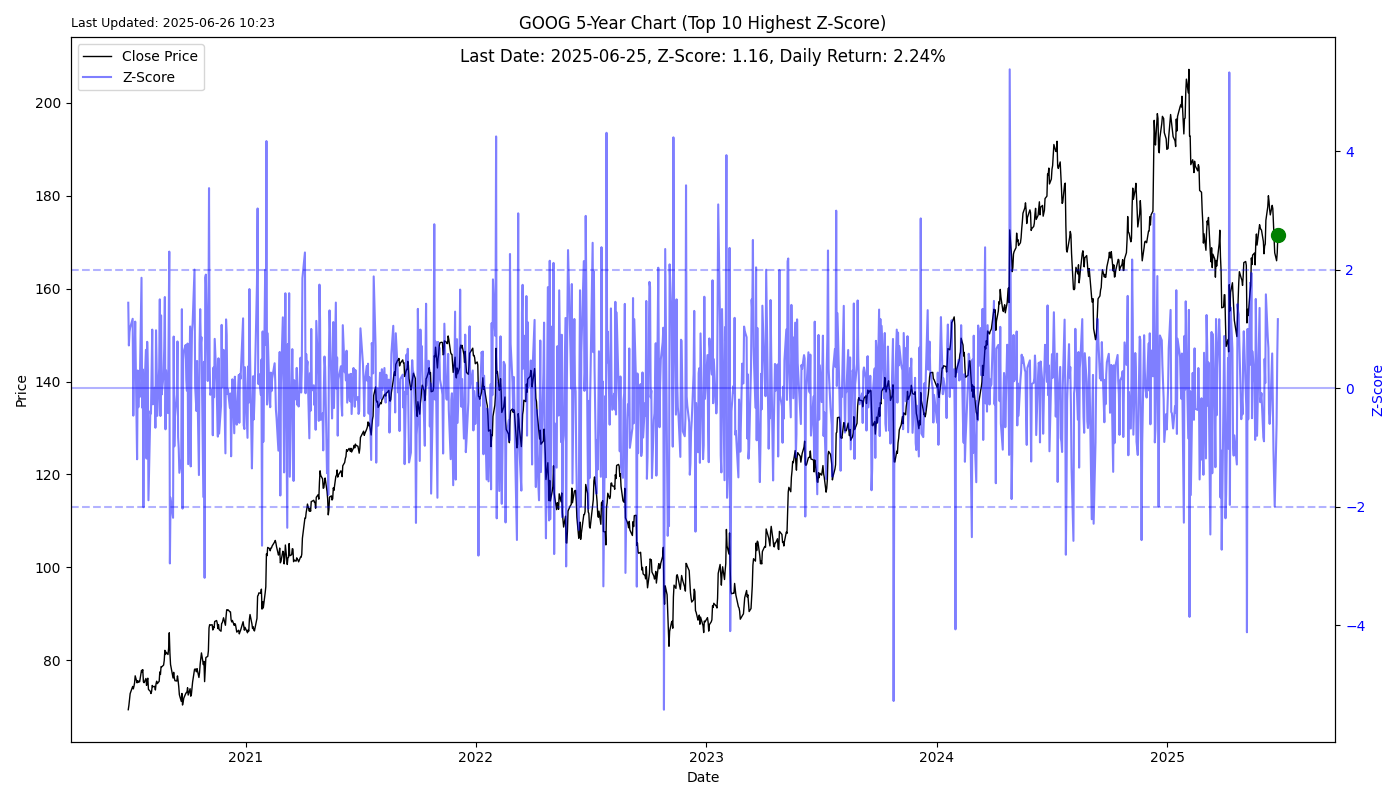 Last Updated: 2025-06-26 10:23
GOOG 5-Year Chart (Top 10 Highest Z-Score)
Last Date: 2025-06-25, Z-Score: 1.16, Daily Return: 2.24%
Close Price
Z-Score
200
180
160
140
120
100
80
Price
4
2
0
−2
−4
Z-Score
2021
2022
2023
2024
2025
Date